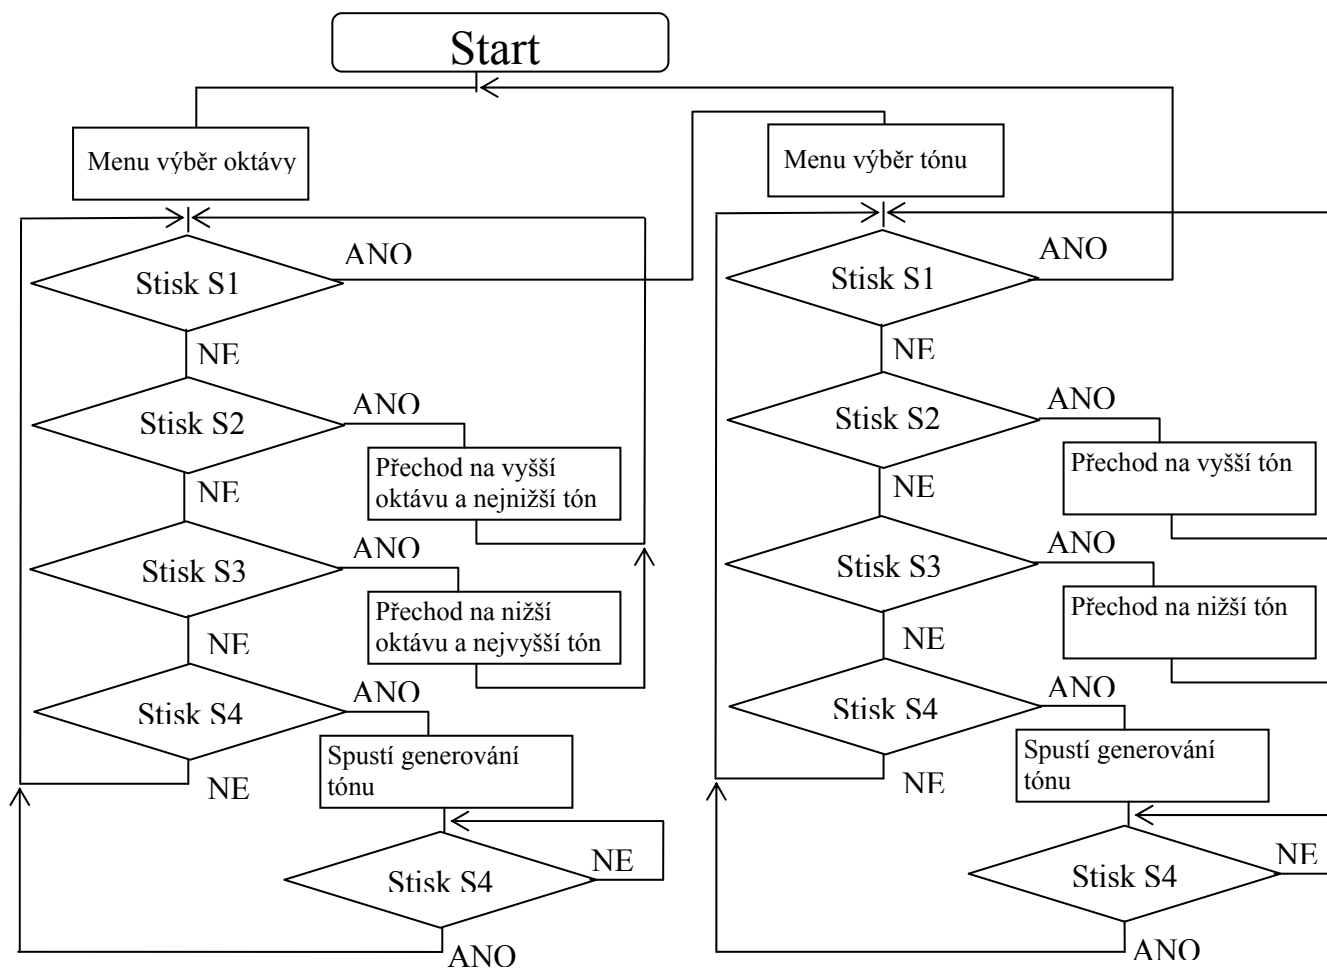 Start
Menu výběr oktávy
Stisk S1
ANO
NE
Stisk S2
ANO
Přechod na vyšší
oktávu a nejnižší tón
NE
Stisk S3
ANO
Přechod na nižší
oktávu a nejvyšší tón
NE
Stisk S4
ANO
Spustí generování
tónu
NE
Stisk S4
NE
ANO
Menu výběr tónu
Stisk S1
ANO
NE
Stisk S2
ANO
Přechod na vyšší tón
NE
Stisk S3
ANO
Přechod na nižší tón
NE
Stisk S4
ANO
Spustí generování
tónu
NE
Stisk S4
NE
ANO